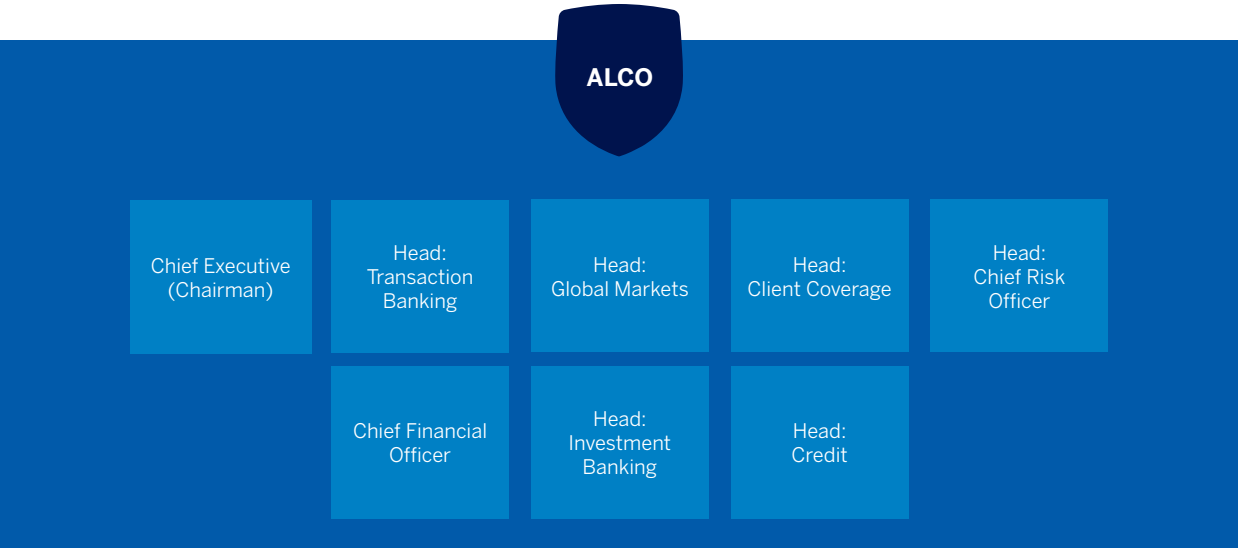 ALCO
Chief Executive
(Chairman)
Head:
Transaction
Banking
Head:
Global Markets
Head:
Client Coverage
Head:
Chief Risk
Officer
Chief Financial
Officer
Head:
Investment
Banking
Head:
Credit